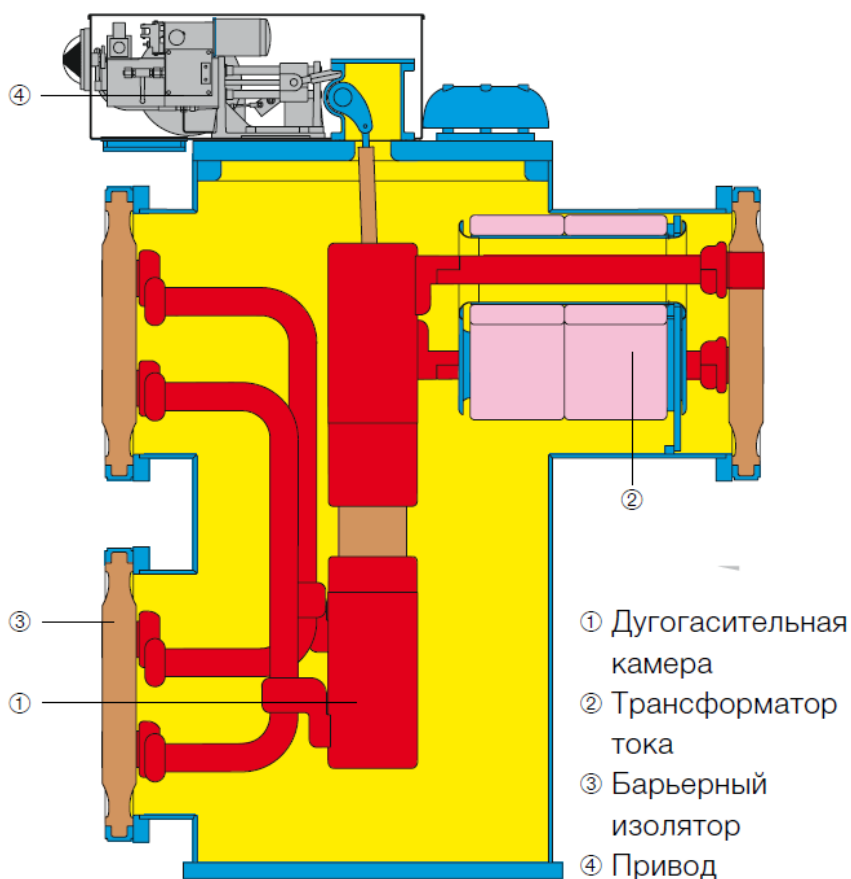 ④
②
③
①
① Дугогасительная
камера
② Трансформатор
тока
③ Барьерный
изолятор
④ Привод